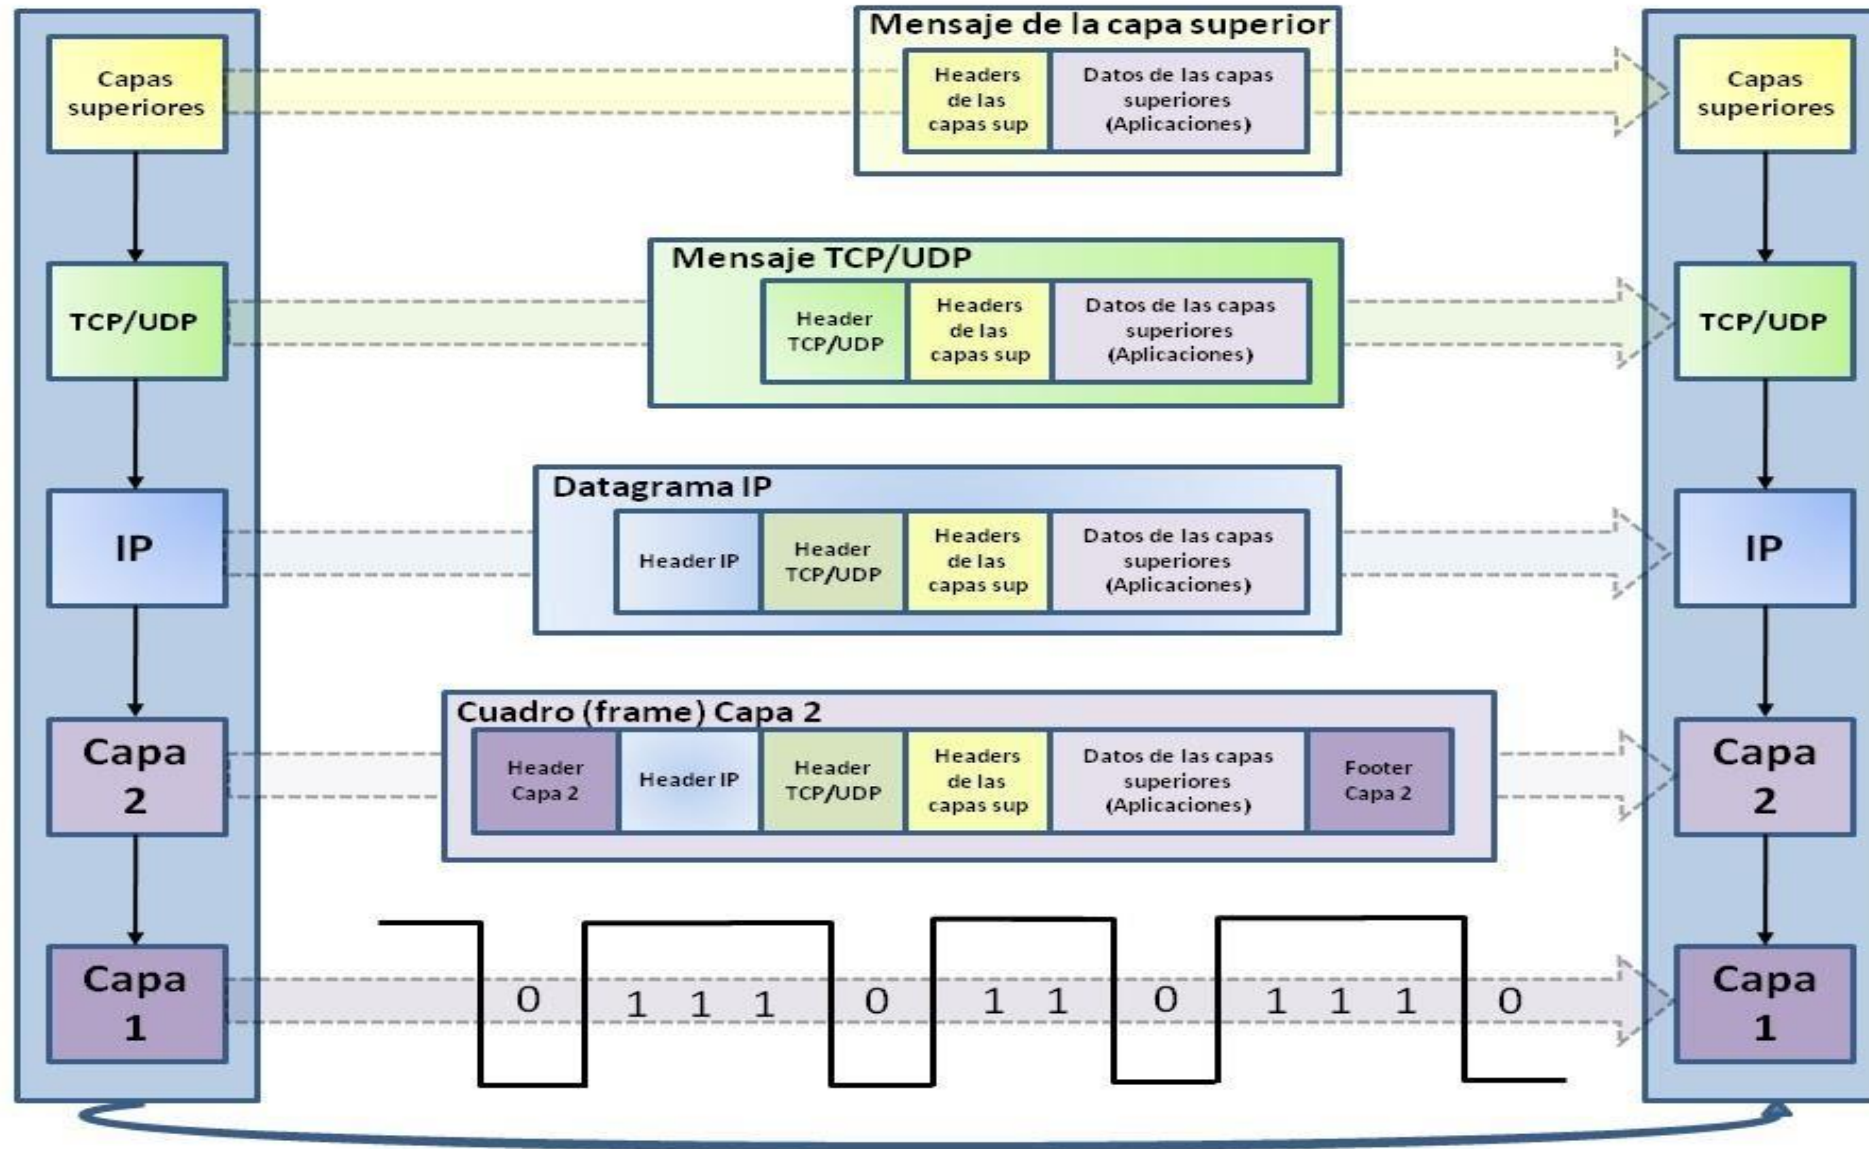 Mensaje de la capa superior
Capas
superiores
Headers
de las
capas sup
Datos de las capas
superiores
(Aplicaciones)
Capas
superiores
Mensaje TCP/UDP
TCP/UDP
Header
TCP/UDP
Headers
de las
capas sup
Datos de las capas
superiores
(Aplicaciones)
TCP/UDP
Datagrama IP
IP
Header IP
Header
TCP/UDP
Headers
de las
capas sup
Datos de las capas
superiores
(Aplicaciones)
IP
Cuadro (frame) Capa 2
Capa
2
Header
Capa 2
Header IP
Header
TCP/UDP
Headers
de las
capas sup
Datos de las capas
superiores
(Aplicaciones)
Footer
Capa 2
Capa
2
Capa
1
0 1 1 1 0 1 1 0 1 1 1 0
Capa
1